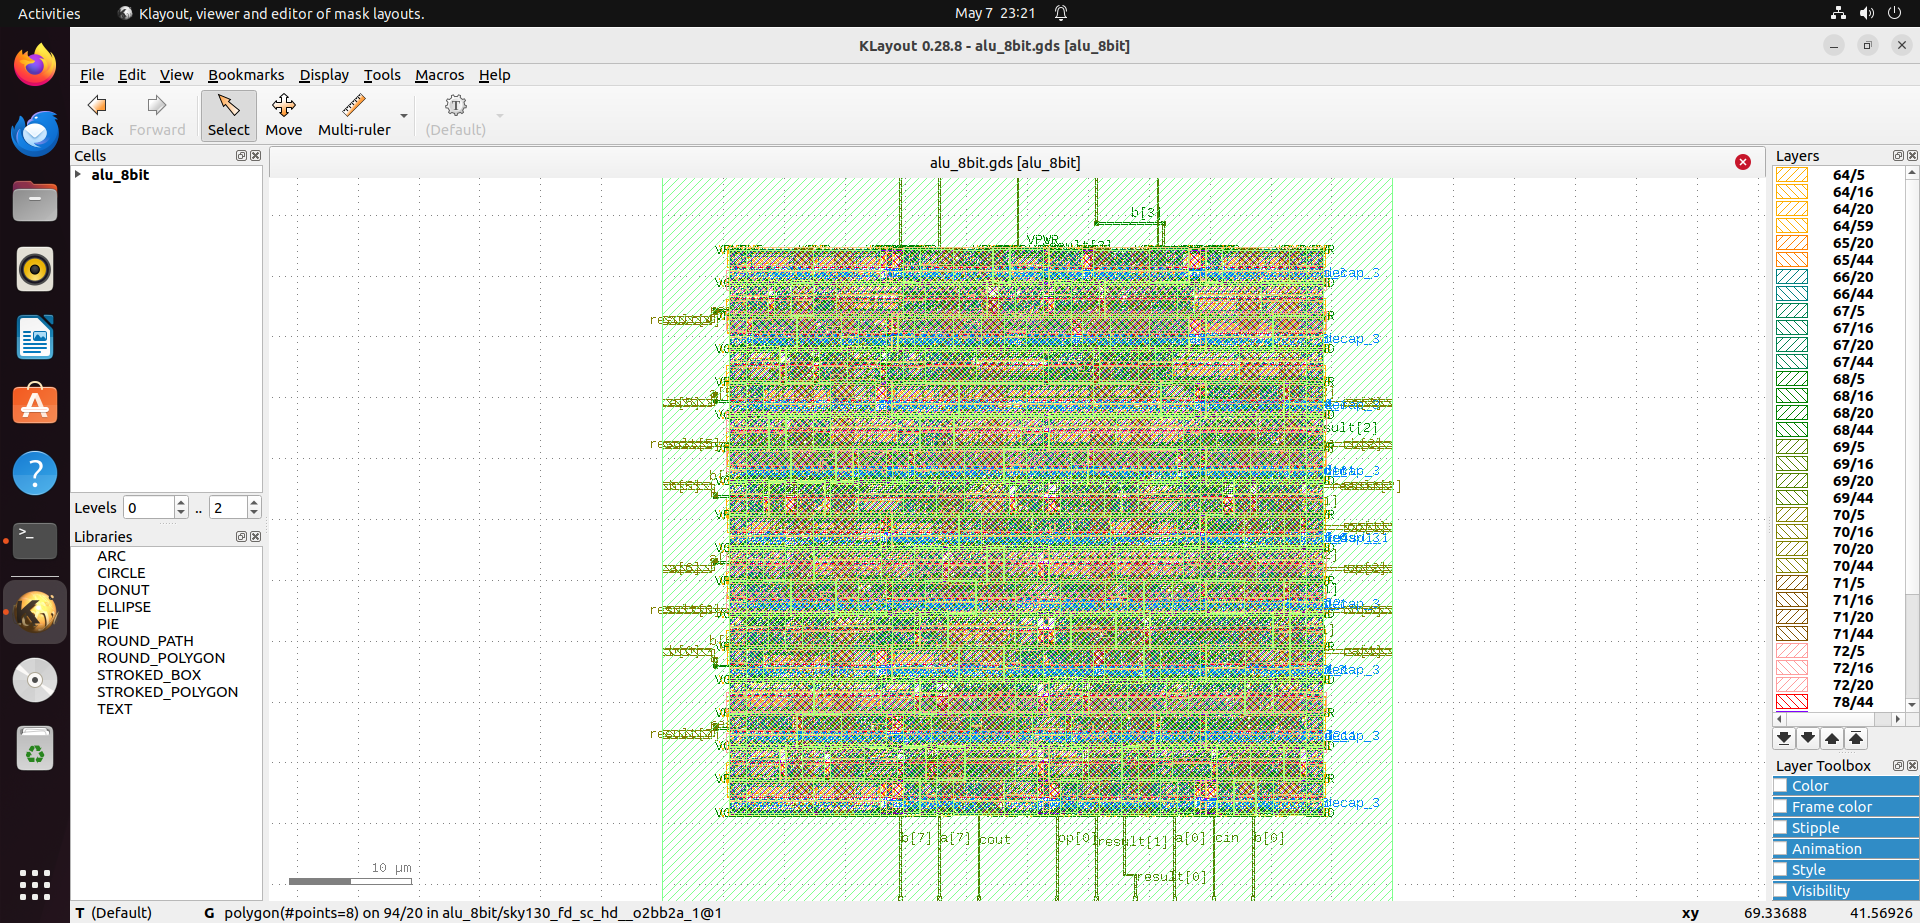 Activities
Klayout, viewer and editor of mask layouts.
May 7 23:21
KLayout 0.28.8 - alu_8bit.gds [alu_8bit]
File Edit View Bookmarks Display Tools Macros Help
Back Forward Select Move Multi-ruler (Default)
Cells
alu_8bit
Levels 0 .. 2
Libraries
ARC
CIRCLE
DONUT
ELLIPSE
PIE
ROUND_PATH
ROUND_POLYGON
STROKED_BOX
STROKED_POLYGON
TEXT
alu_8bit.gds [alu_8bit]
b[3]
VPWR
decap_3
decap_3
sult[2]
decap_3
decap_3
decap_3
decap_3
b[7] a[7] cout
result[1] a[0] cin b[0]
result[0]
10 µm
Layers
64/5
64/16
64/20
64/59
65/20
65/44
66/20
66/44
67/5
67/16
67/20
67/44
68/5
68/16
68/20
68/44
69/5
69/16
69/20
69/44
70/5
70/16
70/20
70/44
71/5
71/16
71/20
71/44
72/5
72/16
72/20
78/44
Layer Toolbox
Color
Frame color
Stipple
Animation
Style
Visibility
T (Default) G polygon(#points=8) on 94/20 in alu_8bit/sky130_fd_sc_hd__o2bb2a_1@1 xy 69.33688 41.56926